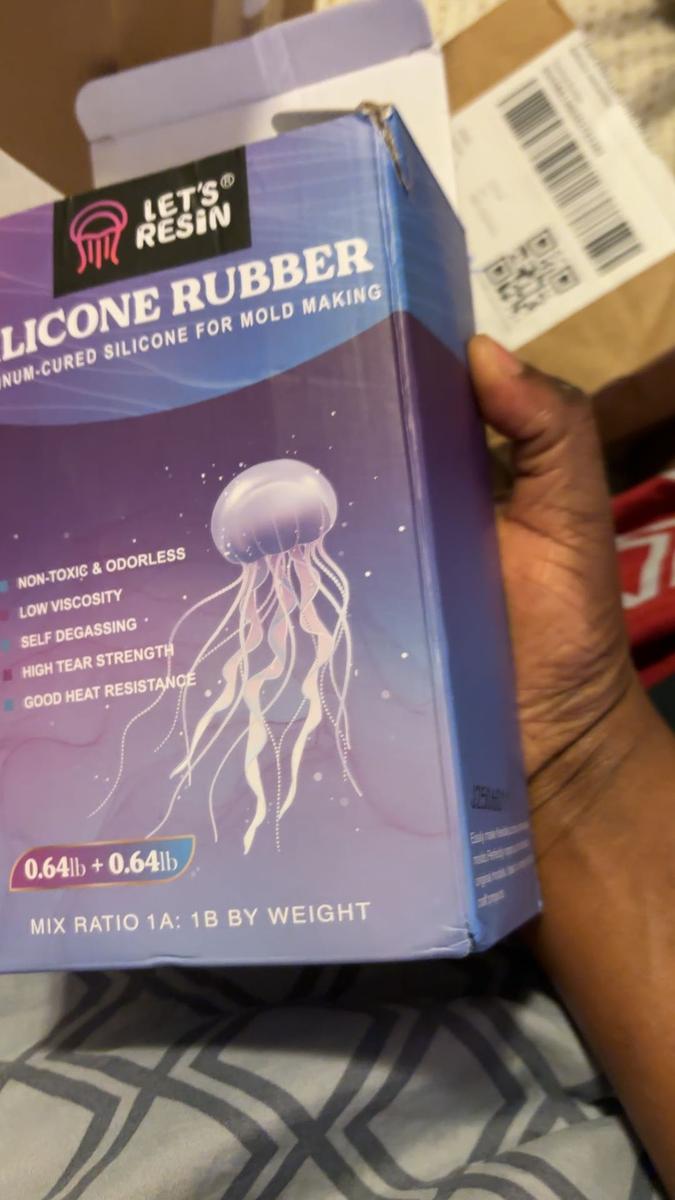 LET'S
RESIN®
LICONE RUBBER
NUM-CURED SILICONE FOR MOLD MAKING
NON-TOXIC & ODORLESS
LOW VISCOSITY
SELF DEGASSING
HIGH TEAR STRENGTH
GOOD HEAT RESISTANCE
0.64lb + 0.64lb
MIX RATIO 1A: 1B BY WEIGHT